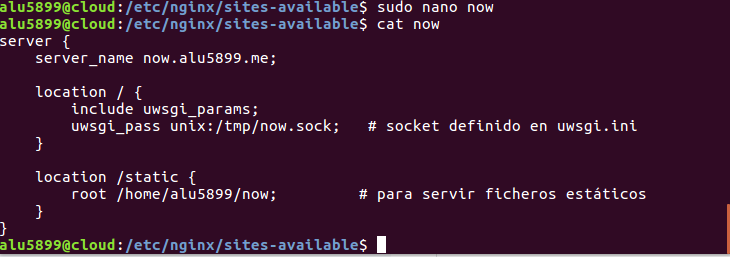 alu5899@cloud:/etc/nginx/sites-available$ sudo nano now
alu5899@cloud:/etc/nginx/sites-available$ cat now
server {
    server_name now.alu5899.me;

    location / {
        include uwsgi_params;
        uwsgi_pass unix:/tmp/now.sock;   # socket definido en uwsgi.ini
    }

    location /static {
        root /home/alu5899/now;         # para servir ficheros estáticos
    }
}
alu5899@cloud:/etc/nginx/sites-available$